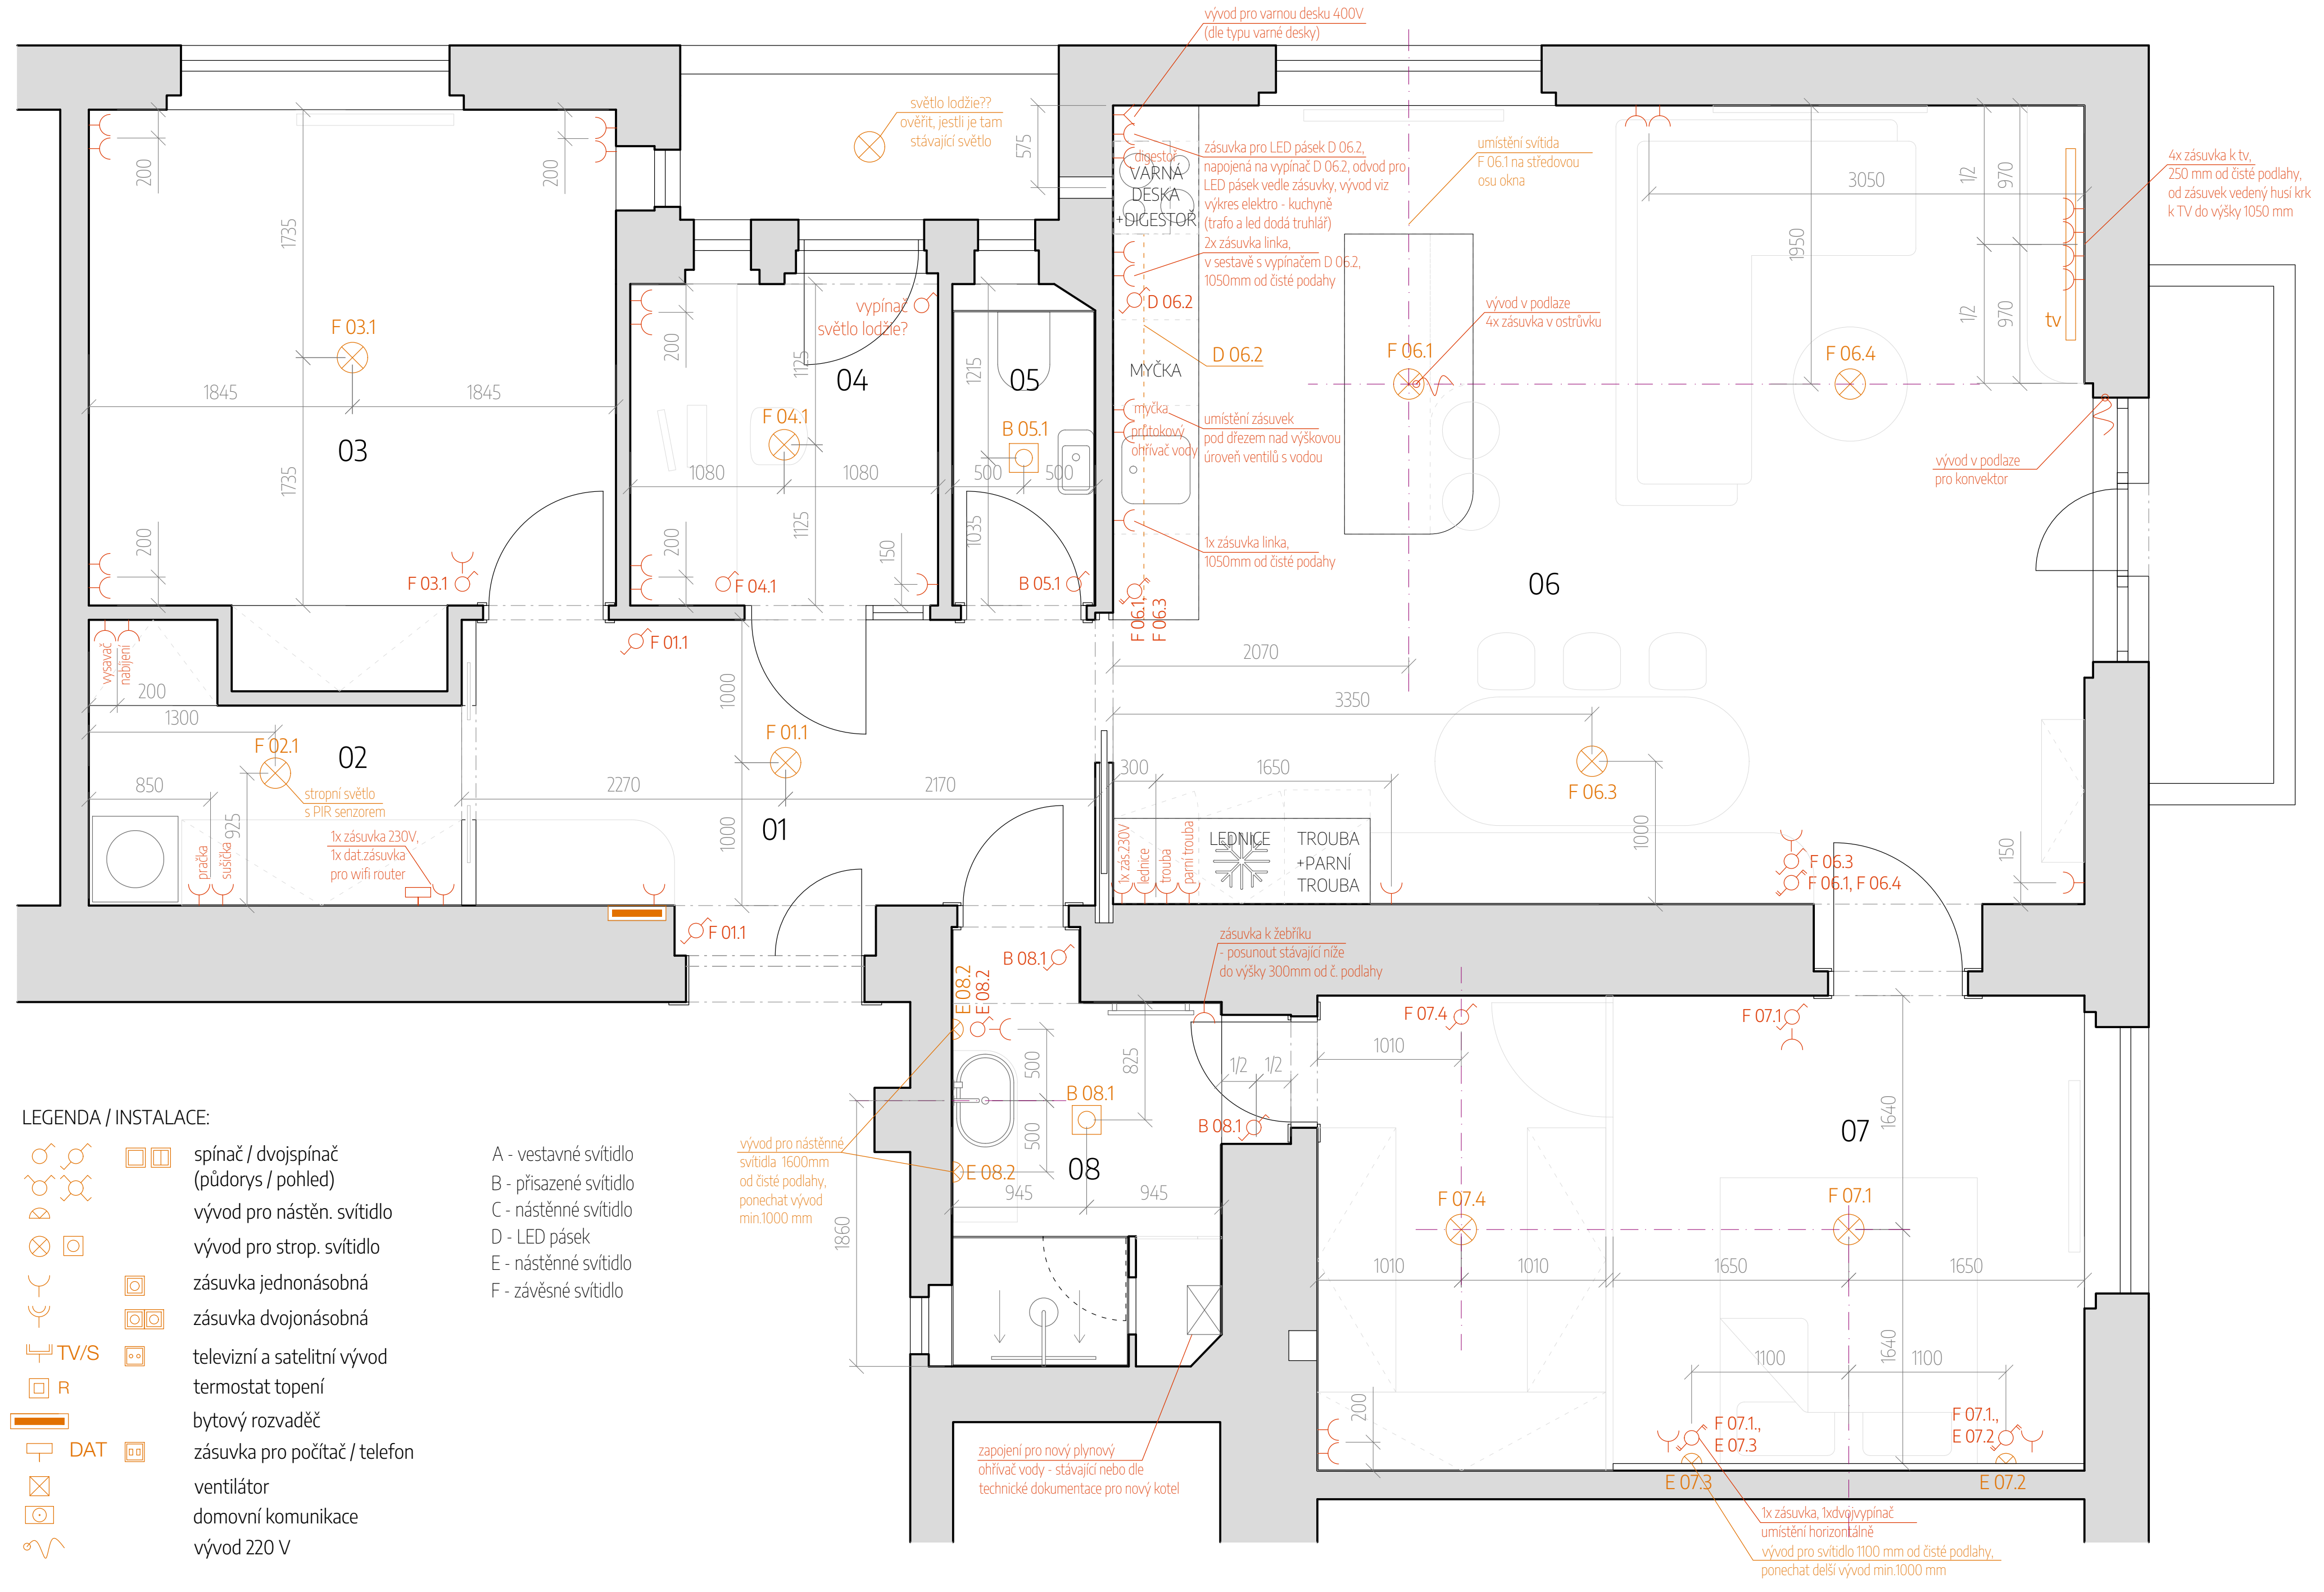 vývod pro varnou desku 400V
(dle typu varné desky)
světlo lodžie??
ověřit, jestli je tam
stávající světlo
575
200
200
digestoř
VARNÁ
DESKA
+DIGESTOŘ
zásuvka pro LED pásek D 06.2,
napojená na vypínač D 06.2, odvod pro
LED pásek vedle zásuvky, vývod viz
výkres elektro - kuchyně
(trafo a led dodá truhlář)
2x zásuvka linka,
v sestavě s vypínačem D 06.2,
1050mm od čisté podahy
umístění svítida
F 06.1 na středovou
osu okna
3050
1/2
970
1950
1/2
970
tv
4x zásuvka k tv,
250 mm od čisté podlahy,
od zásuvek vedený husí krk
k TV do výšky 1050 mm
1735
F 03.1
1845
1845
03
1735
200
F 03.1
vypínač
světlo lodžie?
200
1125
04
F 04.1
1080
1080
1125
200
150
F 04.1
1215
05
B 05.1
500
500
1035
B 05.1
D 06.2
D 06.2
MYČKA
myčka
průtokový
ohřívač vody
umístění zásuvek
pod dřezem nad výškovou
úroveň ventilů s vodou
1x zásuvka linka,
1050mm od čisté podahy
F 06.1,
F 06.3
vývod v podlaze
4x zásuvka v ostrůvku
F 06.1
F 06.4
vývod v podlaze
pro konvektor
06
vysavač
nabíjení
200
1300
F 02.1
02
850
925
stropní světlo
s PIR senzorem
pračka
sušička
1x zásuvka 230V,
1x dat.zásuvka
pro wifi router
F 01.1
1000
F 01.1
2270
2170
1000
01
F 01.1
2070
3350
300
1650
F 06.3
1000
1x zás.230V
lednice
trouba
parní trouba
LEDNICE
TROUBA
+PARNÍ
TROUBA
F 06.3
F 06.1, F 06.4
150
zásuvka k žebříku
- posunout stávající níže
do výšky 300mm od č. podlahy
B 08.1
E 08.2
E 08.2
500
825
1/2
1/2
B 08.1
B 08.1
500
E 08.2
08
945
945
1860
vývod pro nástěnné
svítidla 1600mm
od čisté podlahy,
ponechat vývod
min.1000 mm
F 07.4
1010
F 07.1
1640
07
F 07.4
F 07.1
1010
1010
1650
1650
1640
1100
1100
200
F 07.1.,
E 07.3
F 07.1.,
E 07.2
E 07.3
E 07.2
1x zásuvka, 1xdvojvypínač
umístění horizontálně
vývod pro svítidlo 1100 mm od čisté podlahy,
ponechat delší vývod min.1000 mm
zapojení pro nový plynový
ohřívač vody - stávající nebo dle
technické dokumentace pro nový kotel
LEGENDA / INSTALACE:
spínač / dvojspínač
(půdorys / pohled)
vývod pro nástěn. svítidlo
vývod pro strop. svítidlo
zásuvka jednonásobná
zásuvka dvojonásobná
TV/S
televizní a satelitní vývod
R
termostat topení
bytový rozvaděč
DAT
zásuvka pro počítač / telefon
ventilátor
domovní komunikace
vývod 220 V
A - vestavné svítidlo
B - přisazené svítidlo
C - nástěnné svítidlo
D - LED pásek
E - nástěnné svítidlo
F - závěsné svítidlo